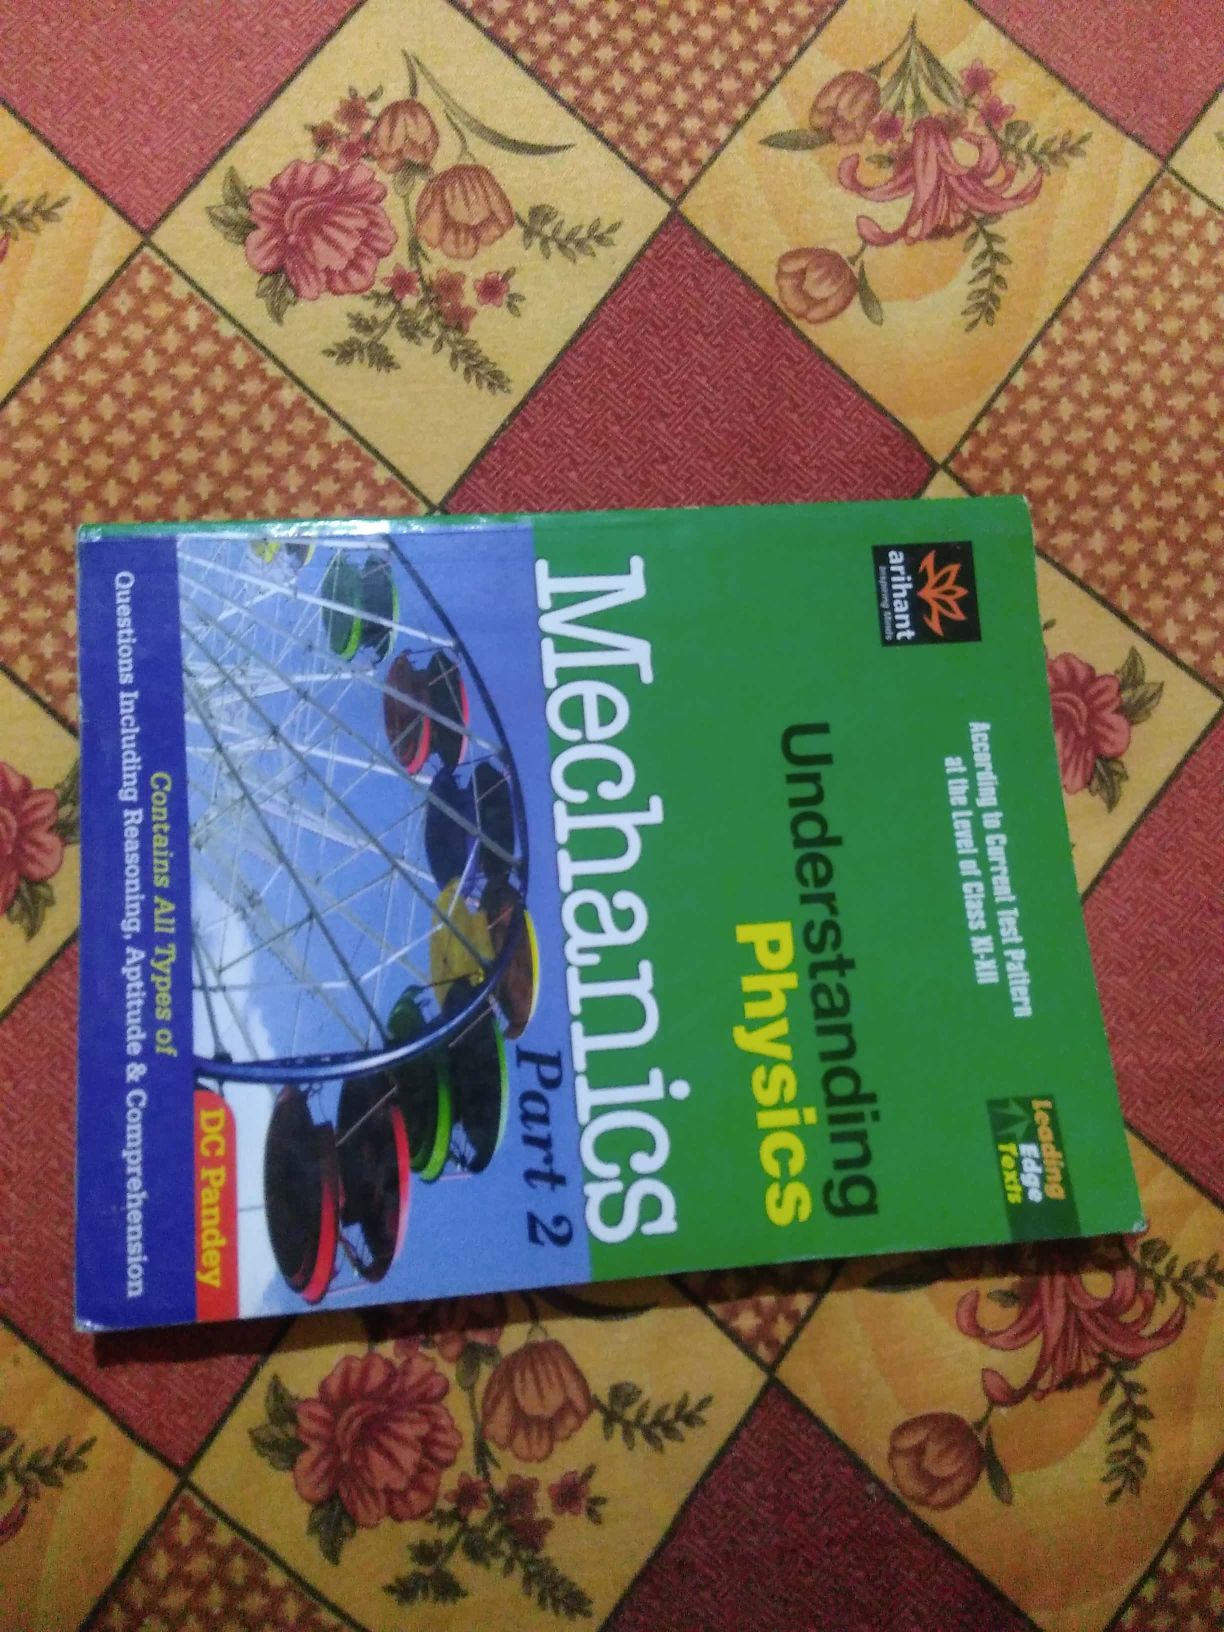 arihant
Inspiring Minds
According to Current Test Pattern
at the Level of Class XI-XII
Leading
Edge
Texts
Understanding
Physics
Mechanics
Part 2
DC Pandey
Contains All Types of
Questions Including Reasoning, Aptitude & Comprehension